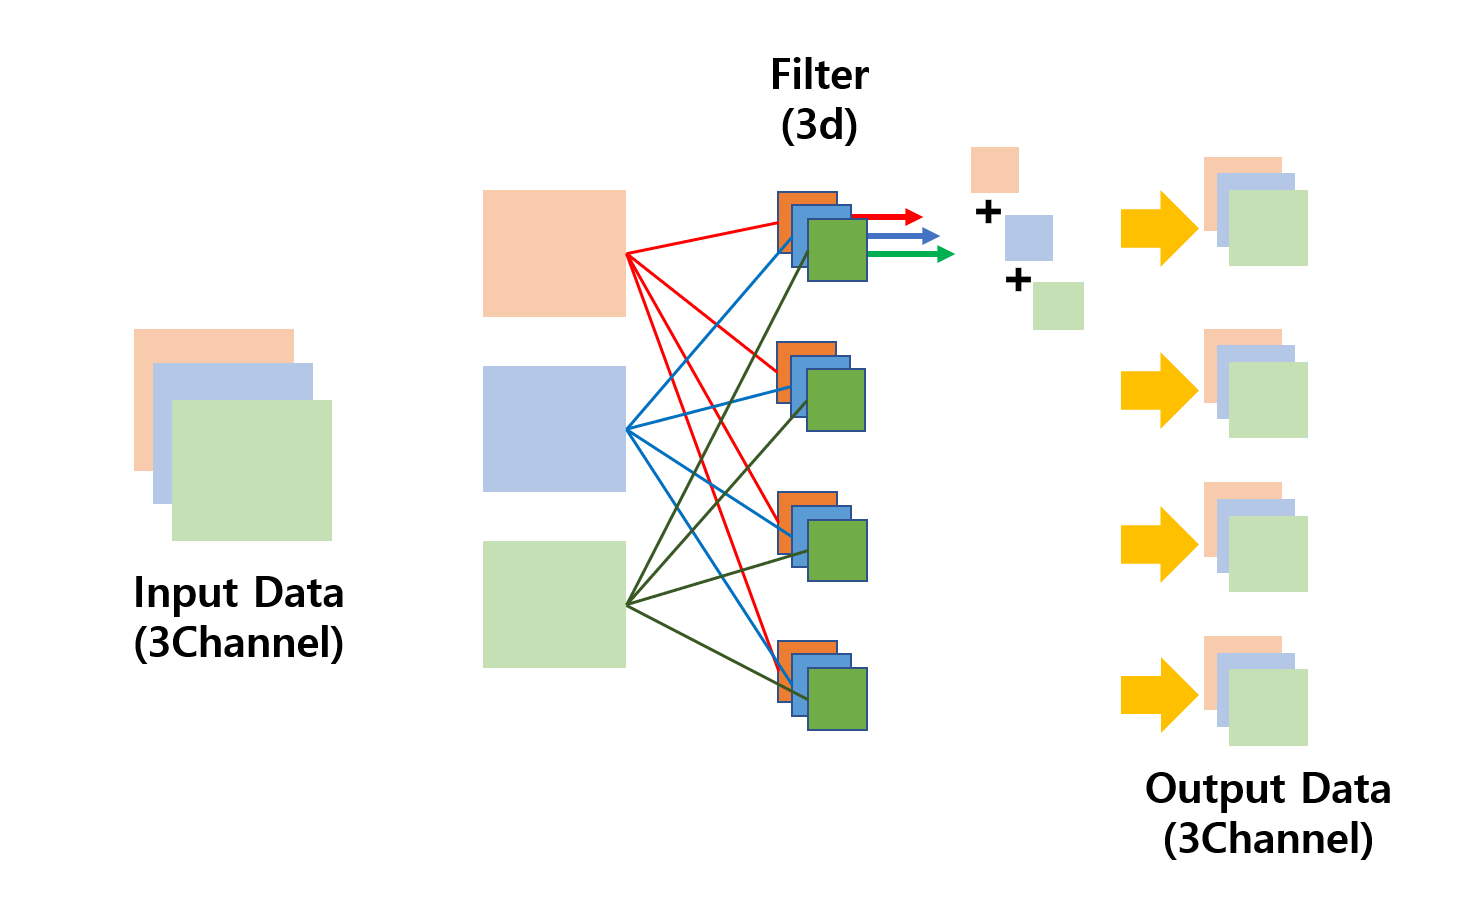 Filter
(3d)
+
+
Input Data
(3Channel)
Output Data
(3Channel)